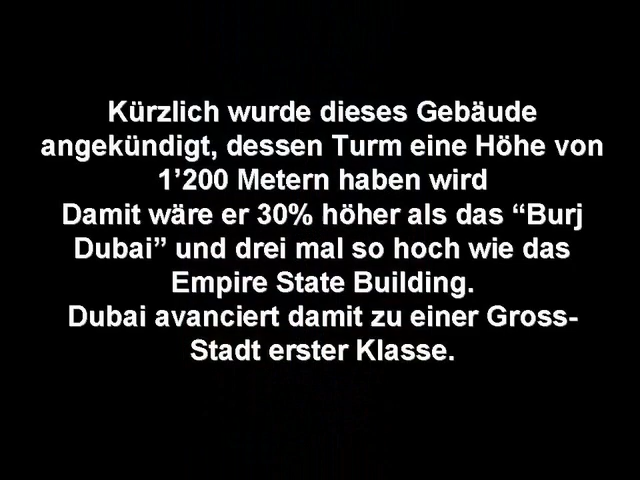 Kürzlich wurde dieses Gebäude
angekündigt, dessen Turm eine Höhe von
1’200 Metern haben wird
Damit wäre er 30% höher als das “Burj
Dubai” und drei mal so hoch wie das
Empire State Building.
Dubai avanciert damit zu einer Gross-
Stadt erster Klasse.